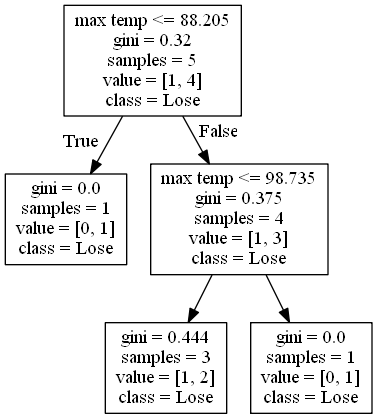 max temp <= 88.205
gini = 0.32
samples = 5
value = [1, 4]
class = Lose
True
False
gini = 0.0
samples = 1
value = [0, 1]
class = Lose
max temp <= 98.735
gini = 0.375
samples = 4
value = [1, 3]
class = Lose
gini = 0.444
samples = 3
value = [1, 2]
class = Lose
gini = 0.0
samples = 1
value = [0, 1]
class = Lose